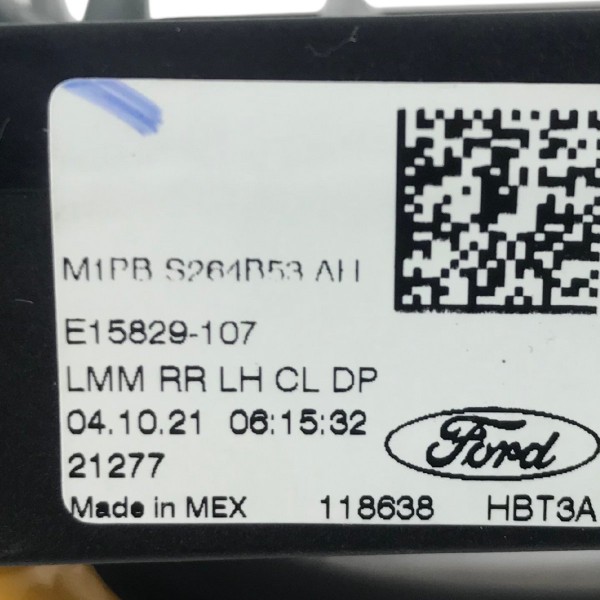 M1PB S264B53 AH
E15829-107
LMM RR LH CL DP
04.10.21 06:15:32
Ford
21277
Made in MEX 118638 HBT3A